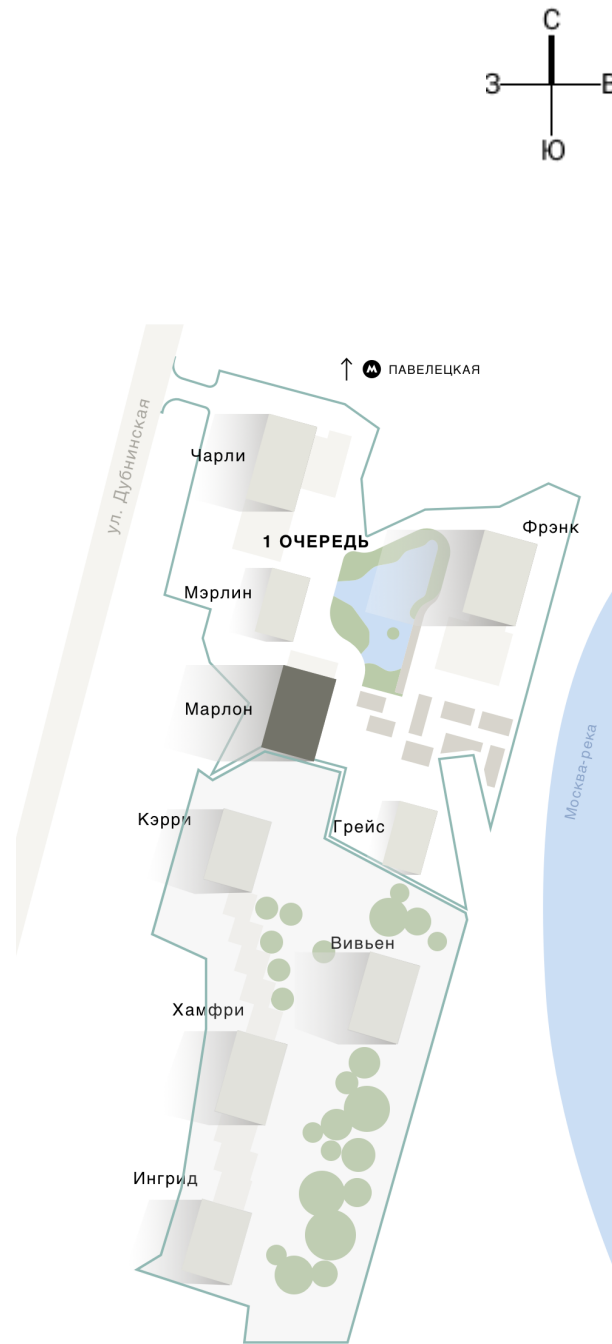 С
З
В
Ю
М ПАВЕЛЕЦКАЯ
ул. Дубнинская
Чарли
Фрэнк
1 ОЧЕРЕДЬ
Мэрлин
Марлон
Москва-река
Кэрри
Грейс
Вивьен
Хамфри
Ингрид